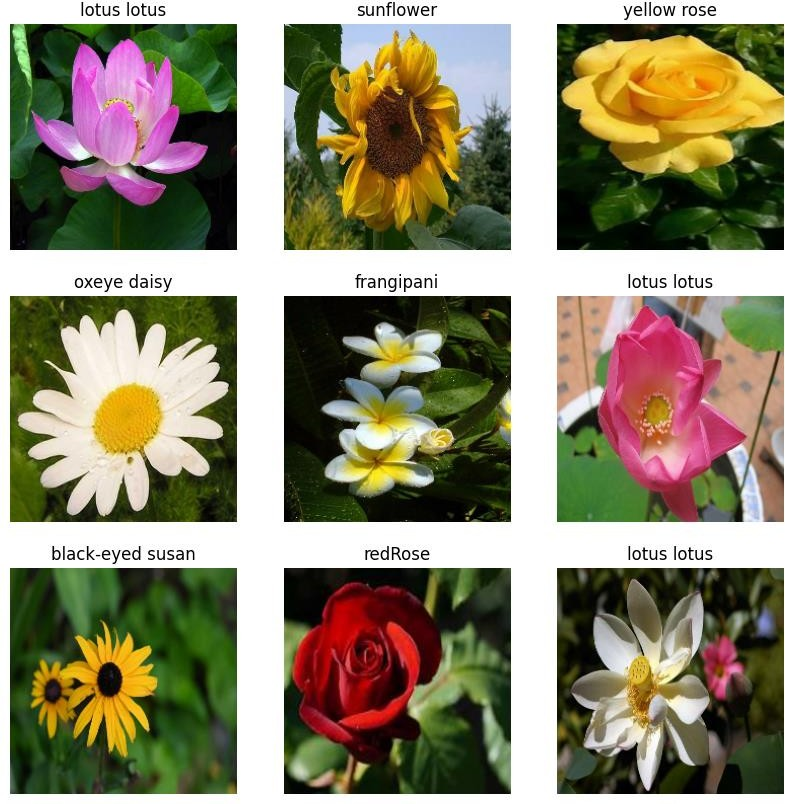 lotus lotus
sunflower
yellow rose
oxeye daisy
frangipani
lotus lotus
black-eyed susan
redRose
lotus lotus